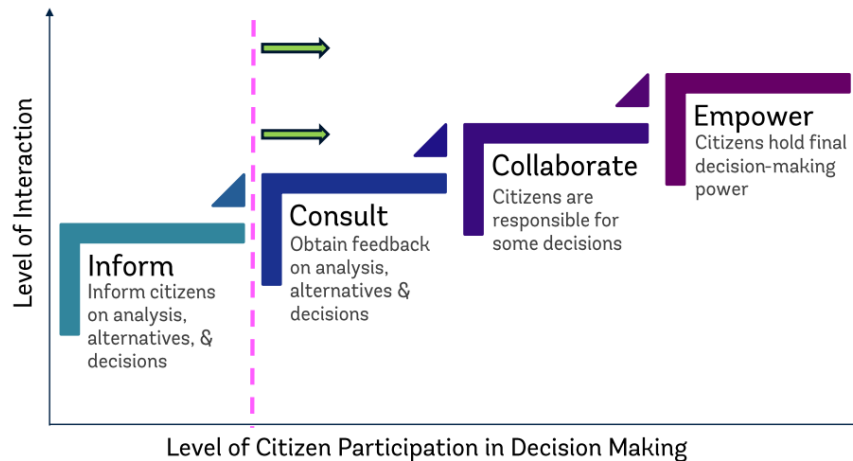 Level of Interaction
Inform
Inform citizens
on analysis,
alternatives, &
decisions
Consult
Obtain feedback
on analysis,
alternatives &
decisions
Collaborate
Citizens are
responsible for
some decisions
Empower
Citizens hold final
decision-making
power
Level of Citizen Participation in Decision Making